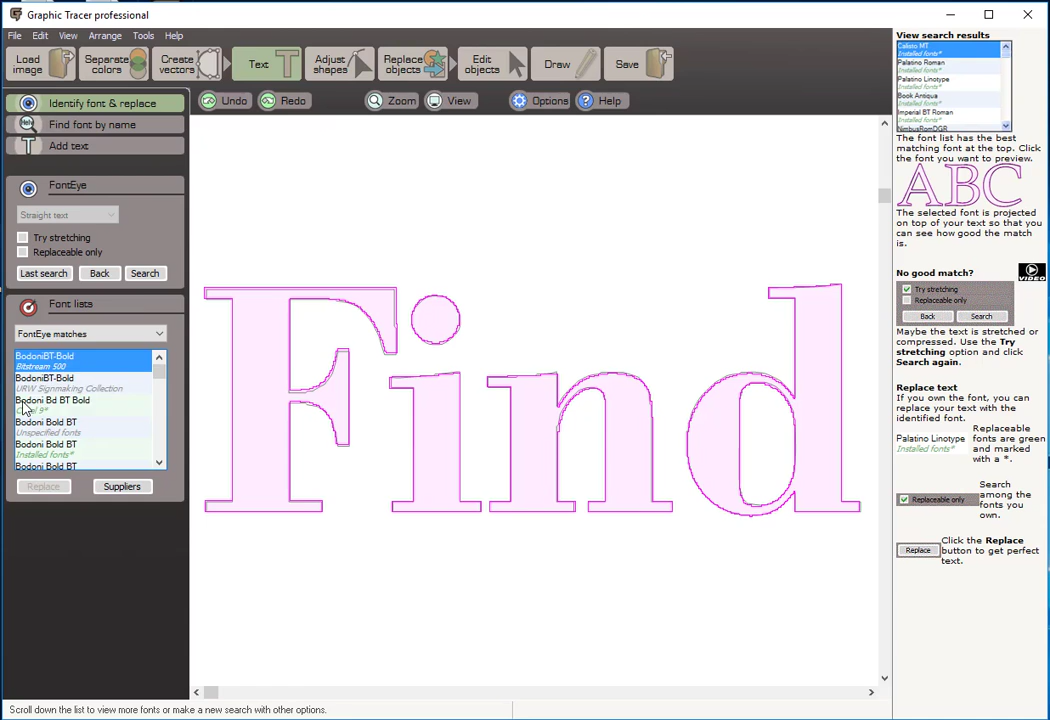 Graphic Tracer professional
File Edit View Arrange Tools Help
Load image
Separate colors
Create vectors
Text T
Adjust shapes
Replace objects
Edit objects
Draw
Save
Undo Redo Zoom View Options Help
Identify font & replace
Find font by name
Add text
FontEye
Straight text
Try stretching
Replaceable only
Last search Back Search
Font lists
FontEye matches
BodoniBT-Bold
Bitstream 500
BodoniBT-Bold
URW Signmaking Collection
Bodoni Bd BT Bold
9*
Bodoni Bold BT
Unspecified fonts
Bodoni Bold BT
Installed fonts*
Bodoni Bold BT
Replace Suppliers
Find
View search results
Calisto MT
Installed fonts*
Palatino Roman
Installed fonts*
Palatino Linotype
Installed fonts*
Book Antiqua
Installed fonts*
Imperial BT Roman
Installed fonts*
NimbusRomDGR
The font list has the best
matching font at the top. Click
the font you want to preview.
ABC
The selected font is projected
on top of your text so that you
can see how good the match
is.
No good match?
VIDEO
Try stretching
Replaceable only
Back Search
Maybe the text is stretched or
compressed. Use the Try
stretching option and click
Search again.
Replace text
If you own the font, you can
replace your text with the
identified font.
Palatino Linotype
Installed fonts*
Replaceable
fonts are green
and marked
with a *.
Replaceable only
Search
among the
fonts you
own.
Replace
Click the Replace
button to get perfect
text.
Scroll down the list to view more fonts or make a new search with other options.